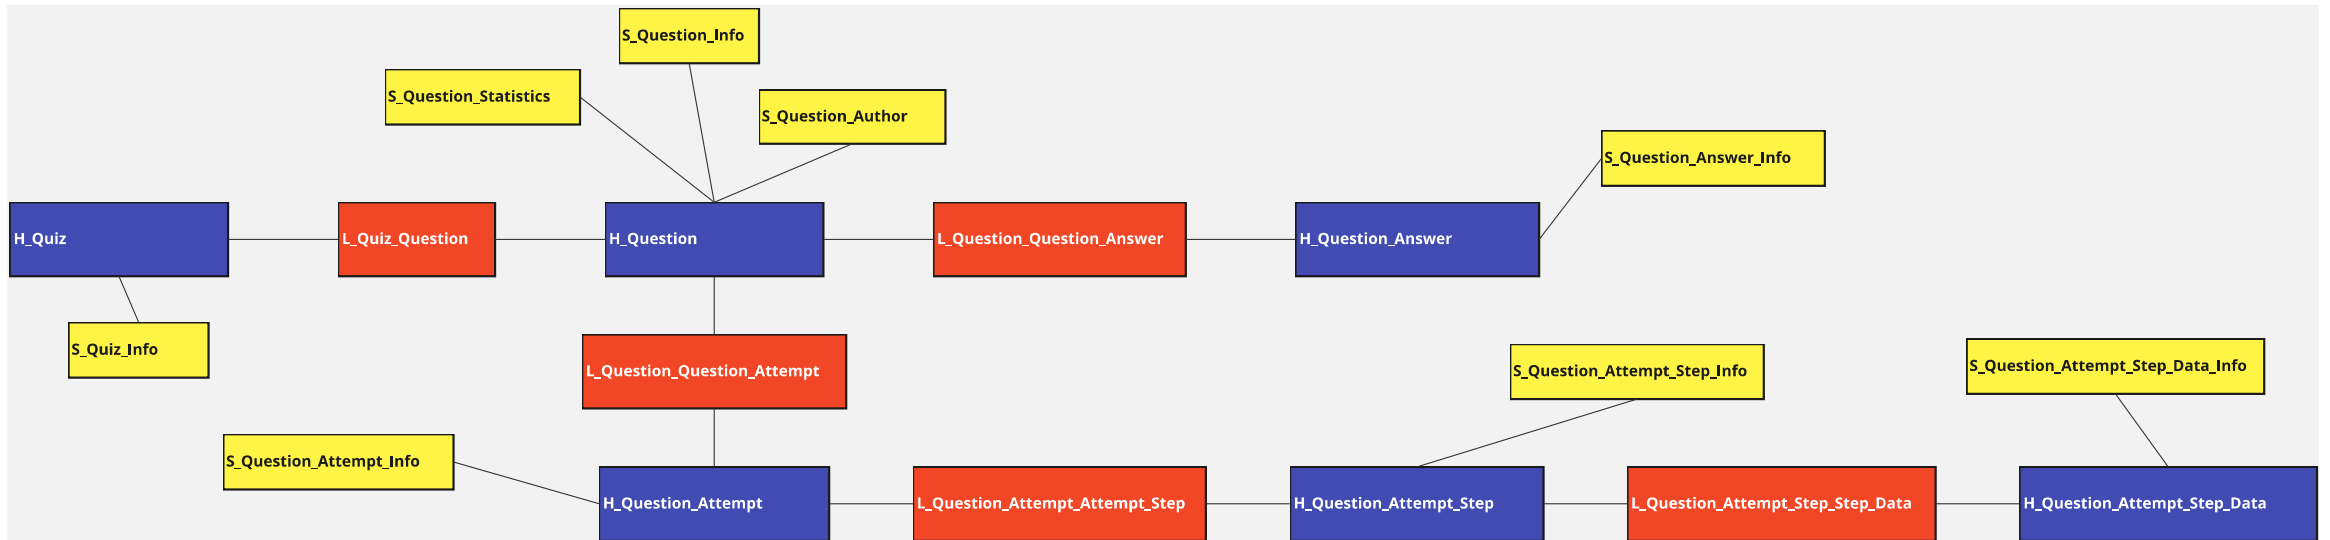 S_Question_Info
S_Question_Statistics
S_Question_Author
S_Question_Answer_Info
H_Quiz
L_Quiz_Question
H_Question
L_Question_Question_Answer
H_Question_Answer
S_Quiz_Info
L_Question_Question_Attempt
S_Question_Attempt_Step_Info
S_Question_Attempt_Step_Data_Info
S_Question_Attempt_Info
H_Question_Attempt
L_Question_Attempt_Attempt_Step
H_Question_Attempt_Step
L_Question_Attempt_Step_Step_Data
H_Question_Attempt_Step_Data